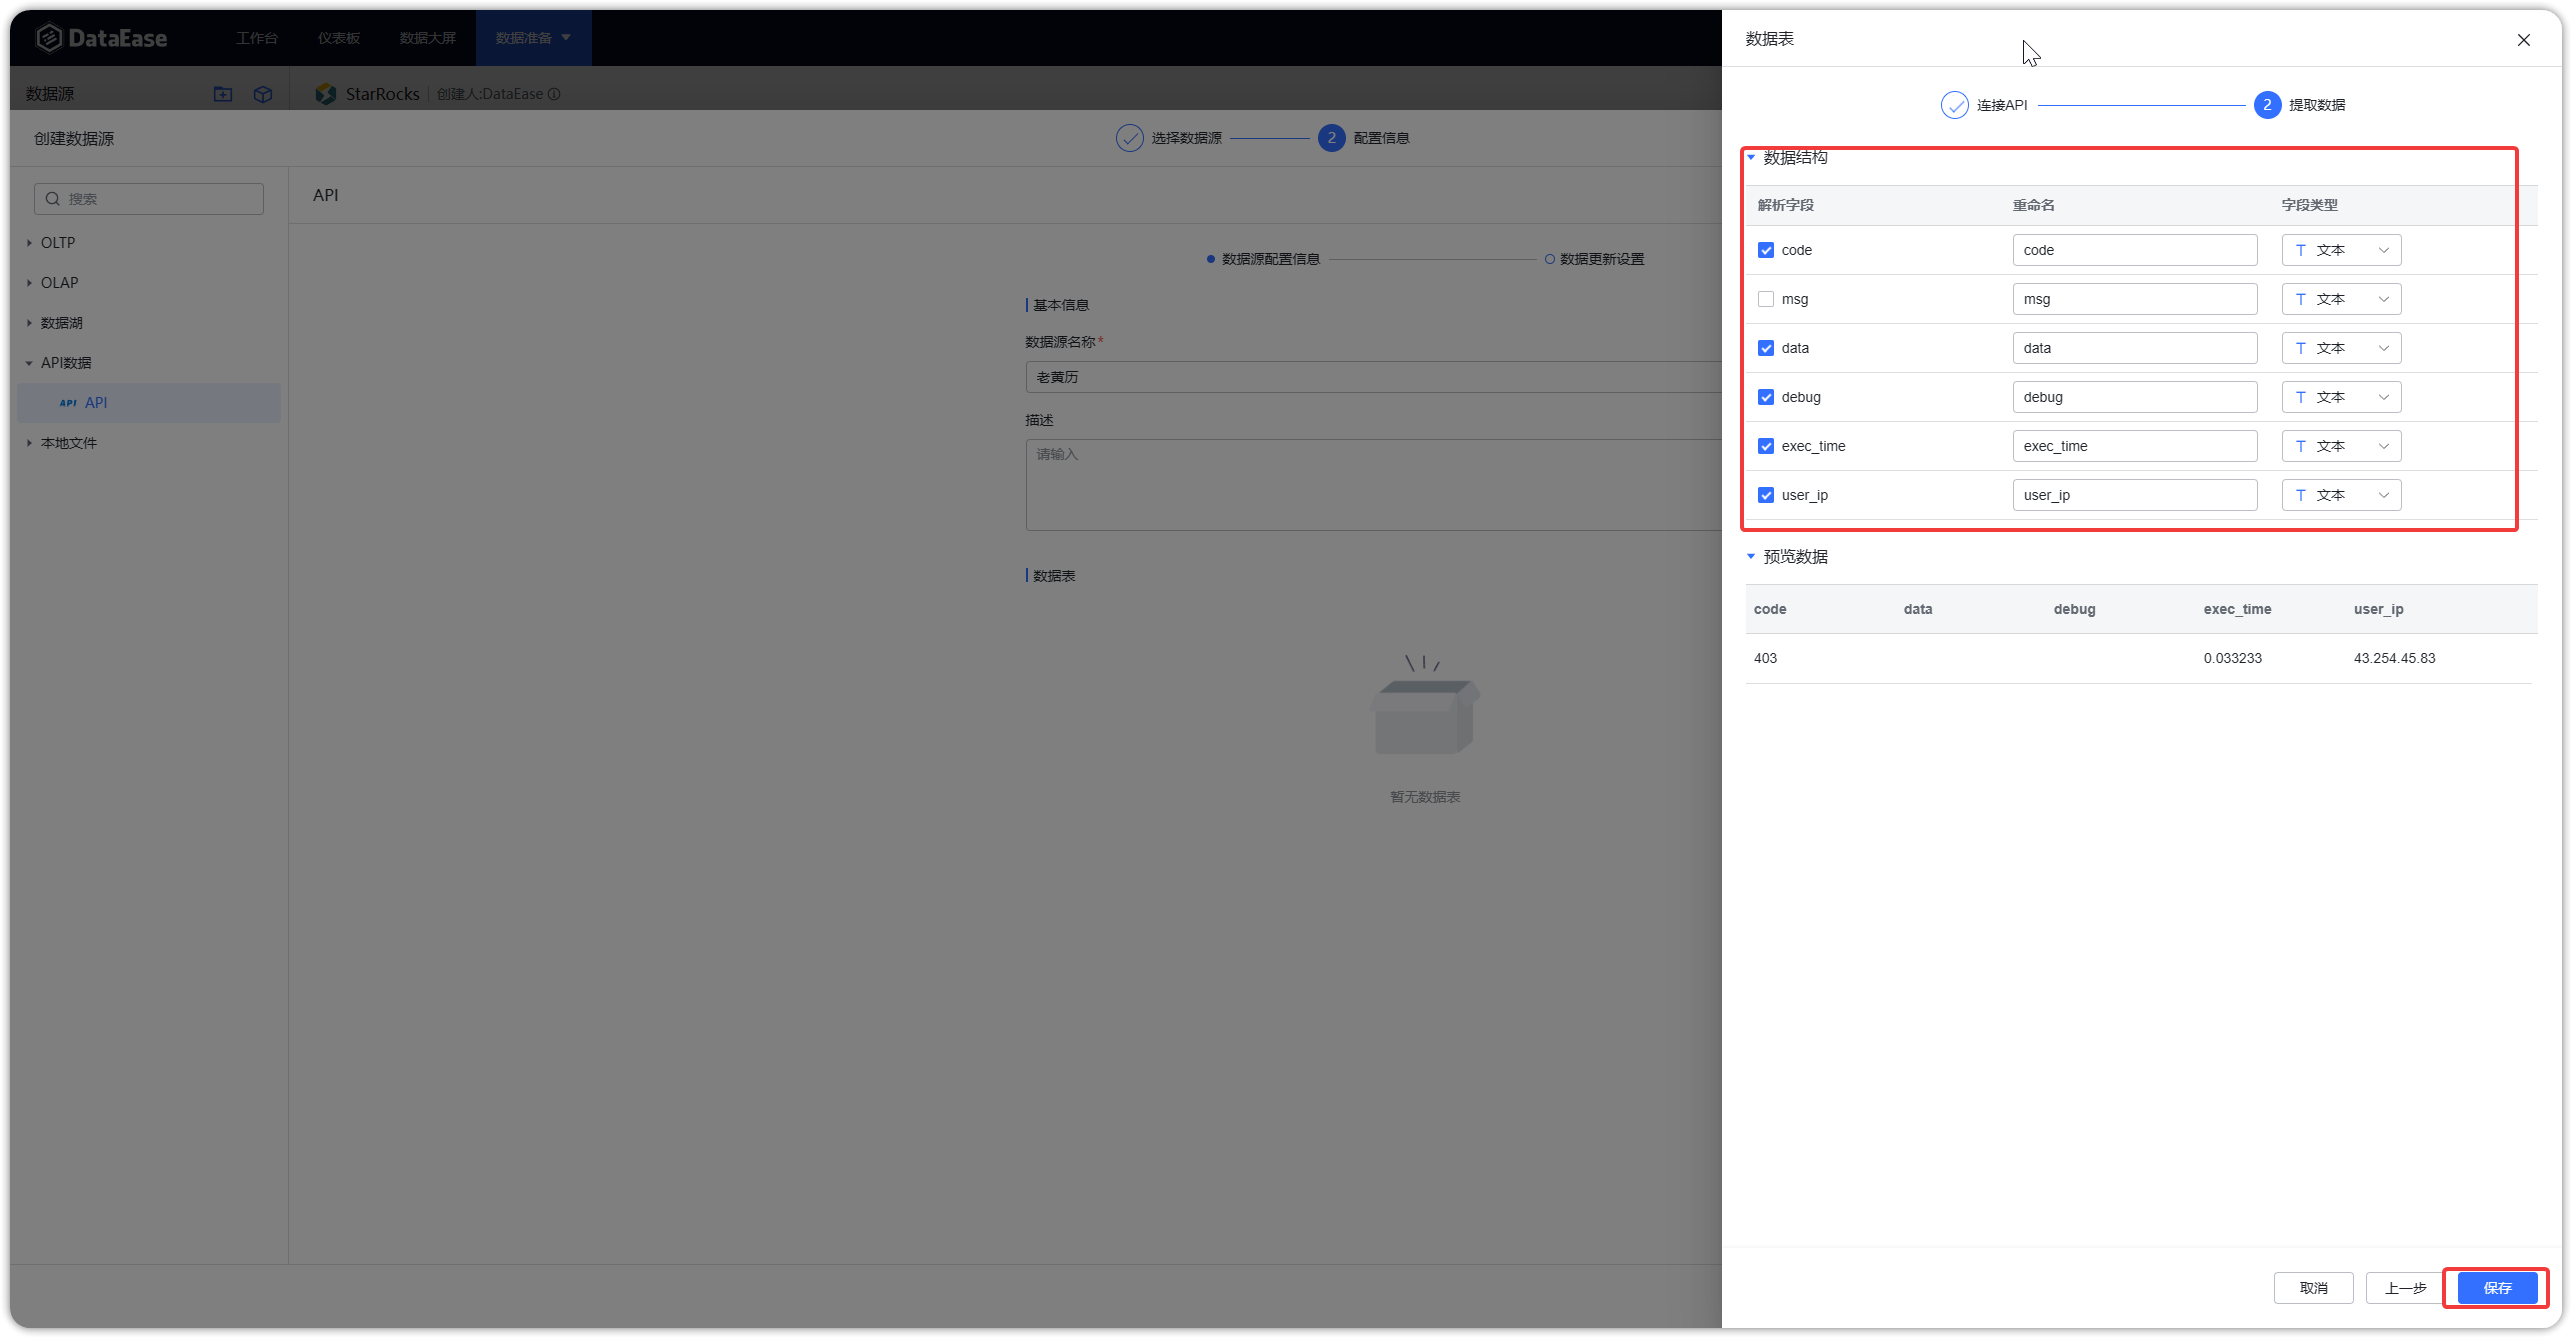 DataEase 工作台 仪表板 数据大屏 数据准备
数据源 StarRocks 创建人:DataEase
创建数据源 选择数据源 2 配置信息
搜索
OLTP
OLAP
数据湖
API数据
API API
本地文件
API
数据源配置信息 数据更新设置
基本信息
数据源名称*
老黄历
描述
请输入
数据表
暂无数据表
数据表
连接API 2 提取数据
数据结构
解析字段 重命名 字段类型
code code T 文本
msg msg T 文本
data data T 文本
debug debug T 文本
exec_time exec_time T 文本
user_ip user_ip T 文本
预览数据
code data debug exec_time user_ip
403 0.033233 43.254.45.83
取消 上一步 保存